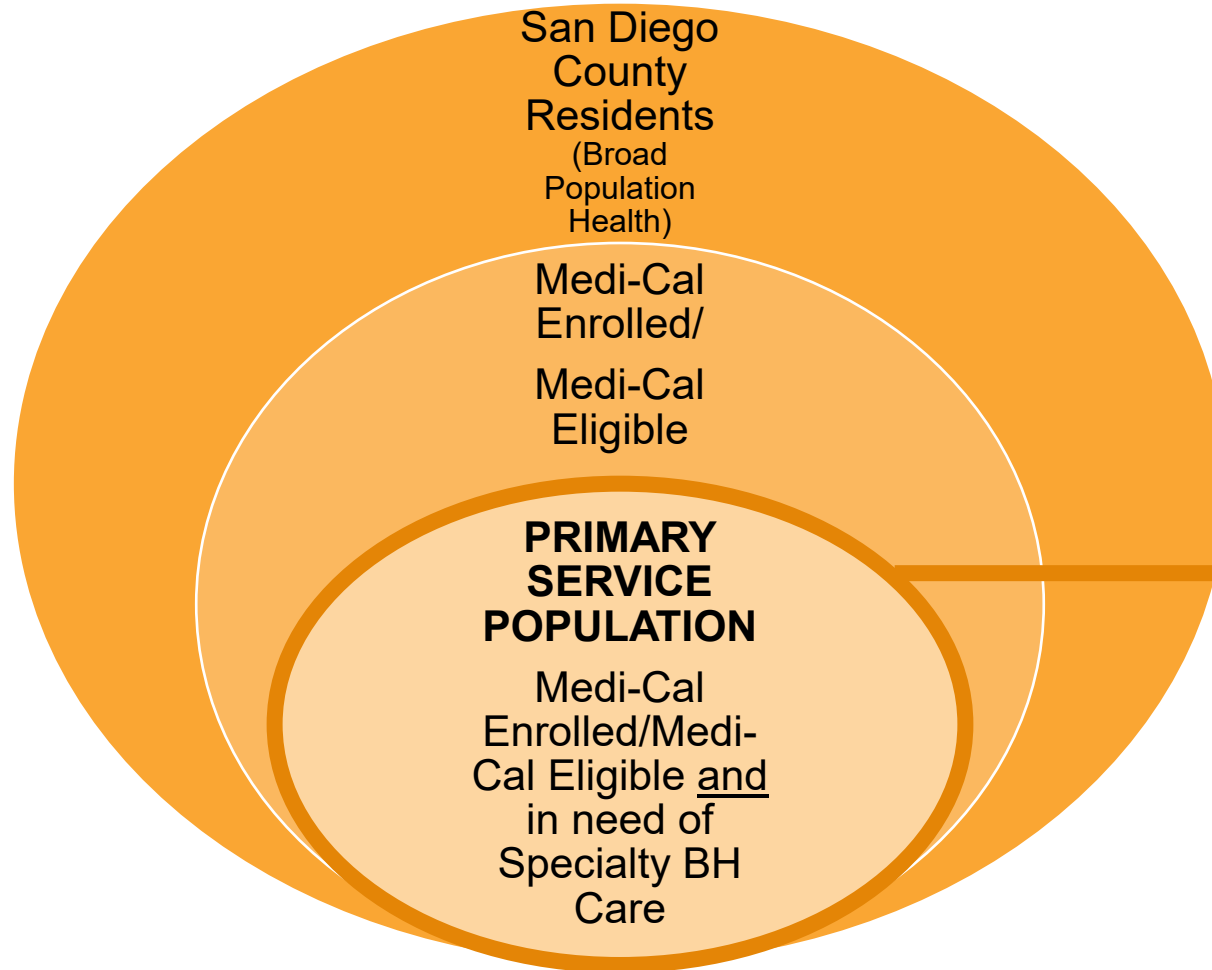 San Diego
County
Residents
(Broad
Population
Health)
Medi-Cal
Enrolled/
Medi-Cal
Eligible
PRIMARY
SERVICE
POPULATION
Medi-Cal
Enrolled/Medi-
Cal Eligible and
in need of
Specialty BH
Care